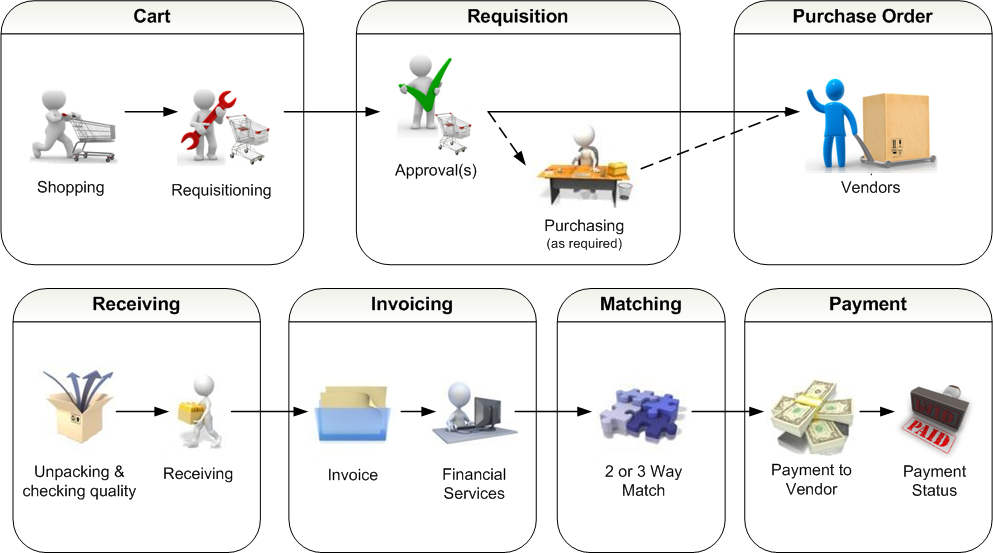 Cart
Shopping
Requisitioning
Requisition
Approval(s)
Purchasing
(as required)
Purchase Order
Vendors
Receiving
Unpacking &
checking quality
Receiving
Invoicing
Invoice
Financial
Services
Matching
2 or 3 Way
Match
Payment
Payment to
Vendor
PAID
Payment
Status